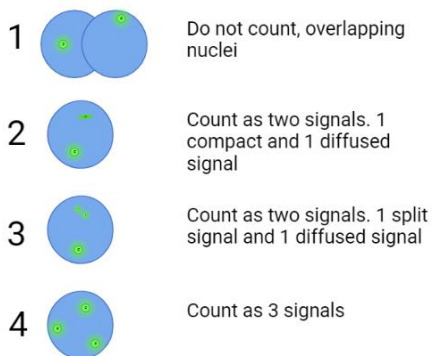 1
Do not count, overlapping
nuclei
2
Count as two signals. 1
compact and 1 diffused
signal
3
Count as two signals. 1 split
signal and 1 diffused signal
4
Count as 3 signals